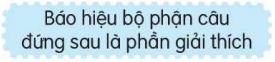 Báo hiệu bộ phận câu
đứng sau là phần giải thích